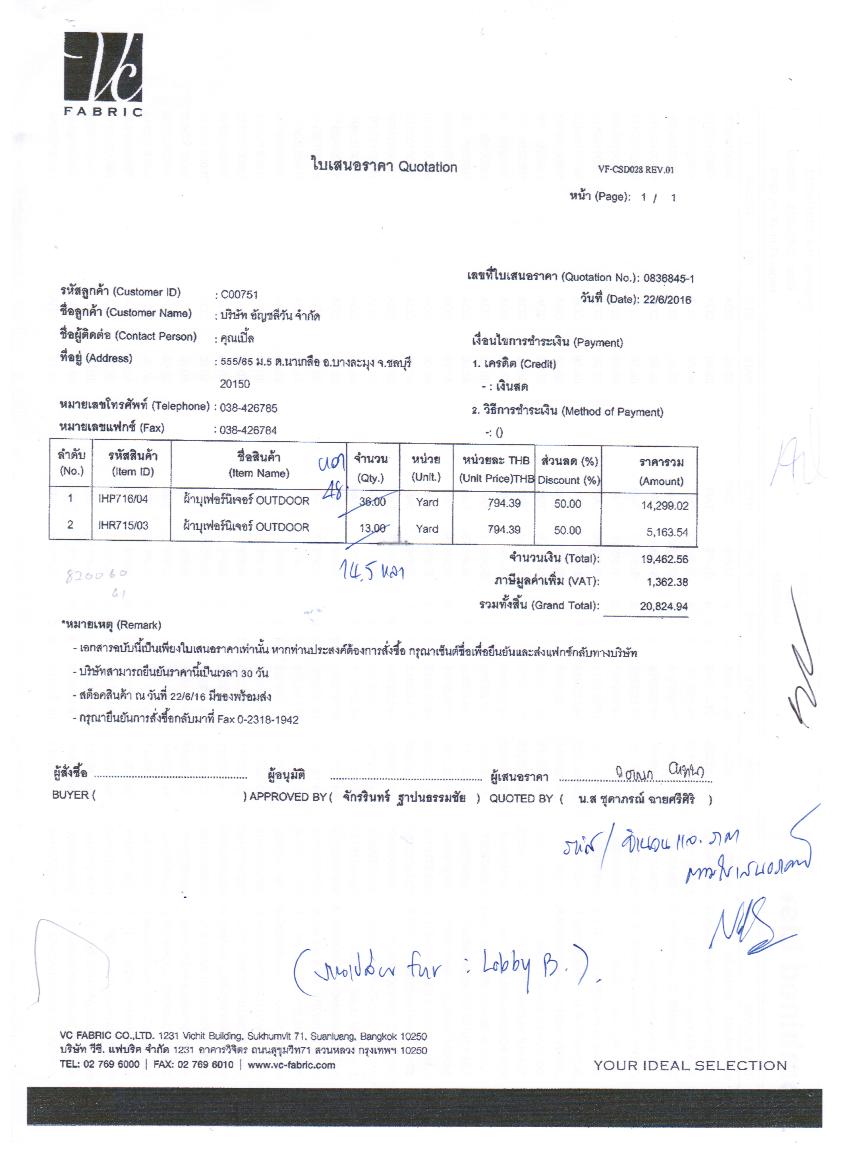 Vc
FABRIC
ใบเสนอราคา Quotation
VF-CSD028 REV.01
หน้า (Page): 1 / 1
เลขที่ใบเสนอราคา (Quotation No.): 0836845-1
วันที่ (Date): 22/6/2016
รหัสลูกค้า (Customer ID) : C00751
ชื่อลูกค้า (Customer Name) : บริษัท อัญชลีวัน จำกัด
ชื่อผู้ติดต่อ (Contact Person) : คุณเปิ้ล
ที่อยู่ (Address) : 555/65 ม.5 ต.นาเกลือ อ.บางละมุง จ.ชลบุรี
20150
หมายเลขโทรศัพท์ (Telephone) : 038-426785
หมายเลขแฟกซ์ (Fax) : 038-426784
เงื่อนไขการชำระเงิน (Payment)
1. เครดิต (Credit)
- : เงินสด
2. วิธีการชำระเงิน (Method of Payment)
-: ()
ลำดับ รหัสสินค้า ชื่อสินค้า จำนวน หน่วย หน่วยละ THB ส่วนลด (%) ราคารวม
(No.) (Item ID) (Item Name) (Qty.) (Unit.) (Unit Price)THB Discount (%) (Amount)
48
1 IHP716/04 ผ้าบุเฟอร์นิเจอร์ OUTDOOR 36.00 Yard 794.39 50.00 14,299.02
2 IHR715/03 ผ้าบุเฟอร์นิเจอร์ OUTDOOR 13.00 Yard 794.39 50.00 5,163.54
14.5 หลา
จำนวนเงิน (Total): 19,462.56
ภาษีมูลค่าเพิ่ม (VAT): 1,362.38
รวมทั้งสิ้น (Grand Total): 20,824.94
820060
61
*หมายเหตุ (Remark)
- เอกสารฉบับนี้เป็นเพียงใบเสนอราคาเท่านั้น หากท่านประสงค์ต้องการสั่งซื้อ กรุณาเซ็นต์ชื่อเพื่อยืนยันและส่งแฟกซ์กลับทางบริษัท
- บริษัทสามารถยืนยันราคานี้เป็นเวลา 30 วัน
- สต็อคสินค้า ณ วันที่ 22/6/16 มีของพร้อมส่ง
- กรุณายืนยันการสั่งซื้อกลับมาที่ Fax 0-2318-1942
ผู้สั่งซื้อ ผู้อนุมัติ ผู้เสนอราคา
BUYER ( ) APPROVED BY ( จักรรินทร์ ฐาปนธรรมชัย ) QUOTED BY ( น.ส ชุดาภรณ์ ฉายศรีศิริ )
รหัส / จำนวน และ ราคา
ตามใบเสนอราคา
( fur : Lobby B. ).
VC FABRIC CO.,LTD. 1231 Vichit Building, Sukhumvit 71, Suanluang, Bangkok 10250
บริษัท วีซี. แฟบริค จำกัด 1231 อาคารวิจิตร ถนนสุขุมวิท71 สวนหลวง กรุงเทพฯ 10250
TEL: 02 769 6000 | FAX: 02 769 6010 | www.vc-fabric.com
YOUR IDEAL SELECTION